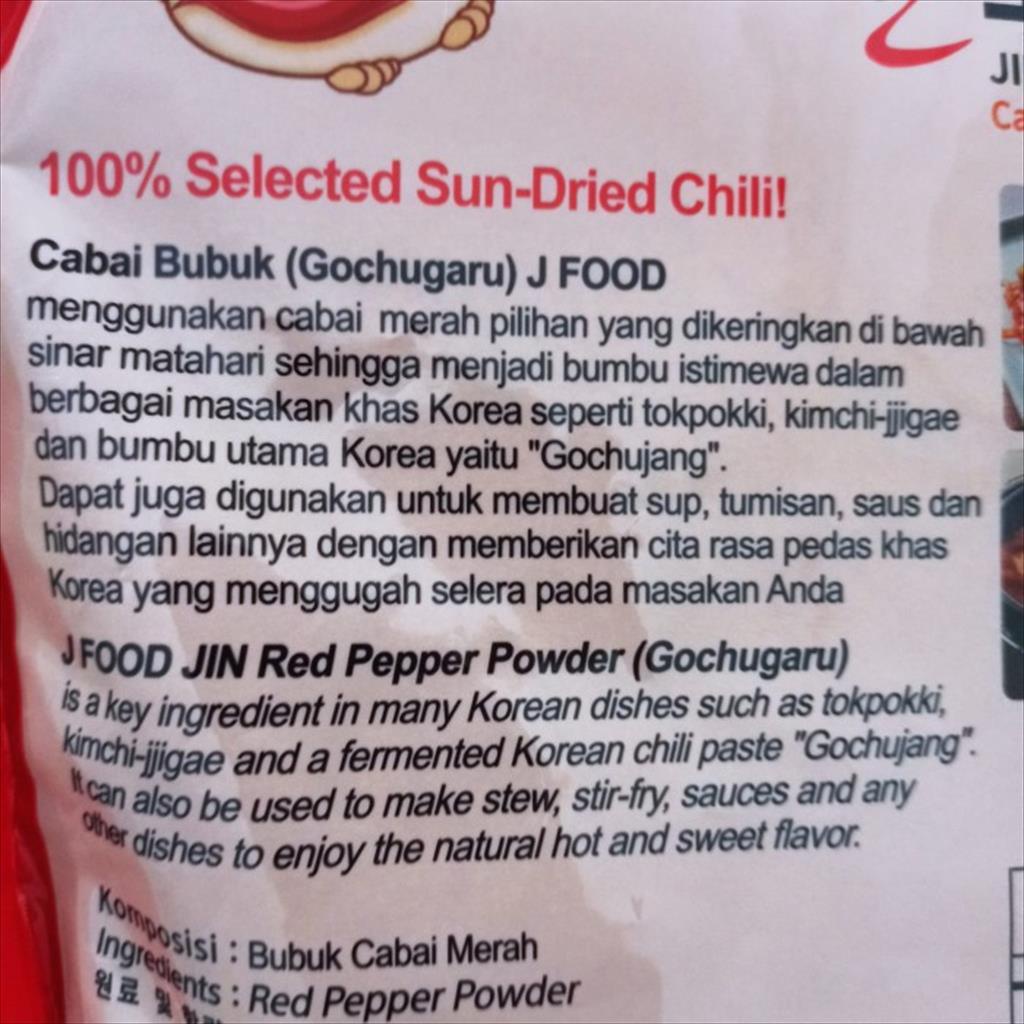 JI
Ca
100% Selected Sun-Dried Chili!
Cabai Bubuk (Gochugaru) J FOOD
menggunakan cabai merah pilihan yang dikeringkan di bawah
sinar matahari sehingga menjadi bumbu istimewa dalam
berbagai masakan khas Korea seperti tokpokki, kimchi-jjigae
dan bumbu utama Korea yaitu "Gochujang".
Dapat juga digunakan untuk membuat sup, tumisan, saus dan
hidangan lainnya dengan memberikan cita rasa pedas khas
Korea yang menggugah selera pada masakan Anda
J FOOD JIN Red Pepper Powder (Gochugaru)
is a key ingredient in many Korean dishes such as tokpokki,
kimchi-jjigae and a fermented Korean chili paste "Gochujang".
It can also be used to make stew, stir-fry, sauces and any
other dishes to enjoy the natural hot and sweet flavor.
Komposisi : Bubuk Cabai Merah
Ingredients : Red Pepper Powder
원료 및